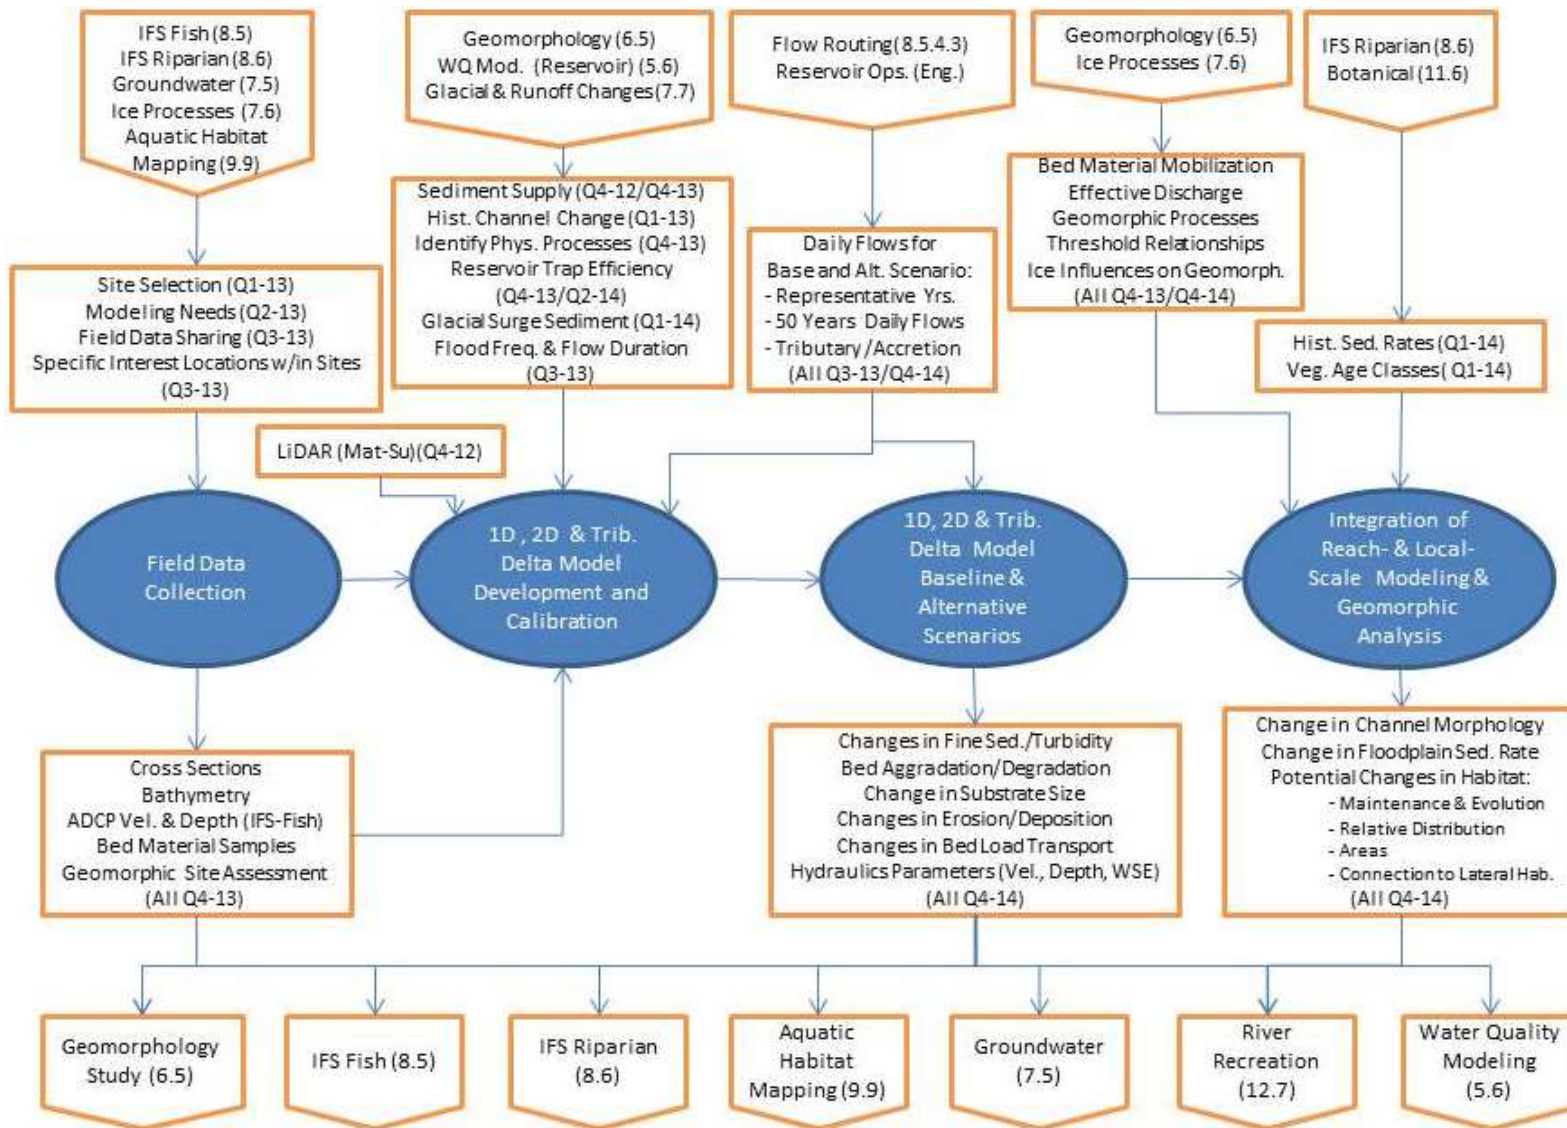 IFS Fish (8.5)
IFS Riparian (8.6)
Groundwater (7.5)
Ice Processes (7.6)
Aquatic Habitat
Mapping (9.9)
Geomorphology (6.5)
WQ Mod. (Reservoir) (5.6)
Glacial & Runoff Changes(7.7)
Flow Routing(8.5.4.3)
Reservoir Ops. (Eng.)
Geomorphology (6.5)
Ice Processes (7.6)
IFS Riparian (8.6)
Botanical (11.6)
Site Selection (Q1-13)
Modeling Needs (Q2-13)
Field Data Sharing (Q3-13)
Specific Interest Locations w/in Sites
(Q3-13)
Sediment Supply (Q4-12/Q4-13)
Hist. Channel Change (Q1-13)
Identify Phys. Processes (Q4-13)
Reservoir Trap Efficiency
(Q4-13/Q2-14)
Glacial Surge Sediment (Q1-14)
Flood Freq. & Flow Duration
(Q3-13)
Daily Flows for
Base and Alt. Scenario:
- Representative Yrs.
- 50 Years Daily Flows
- Tributary /Accretion
(All Q3-13/Q4-14)
Bed Material Mobilization
Effective Discharge
Geomorphic Processes
Threshold Relationships
Ice Influences on Geomorph.
(All Q4-13/Q4-14)
Hist. Sed. Rates (Q1-14)
Veg. Age Classes( Q1-14)
LiDAR (Mat-Su)(Q4-12)
Field Data
Collection
1D , 2D & Trib.
Delta Model
Development and
Calibration
1D, 2D & Trib.
Delta Model
Baseline &
Alternative
Scenarios
Integration of
Reach- & Local-
Scale Modeling &
Geomorphic
Analysis
Cross Sections
Bathymetry
ADCP Vel. & Depth (IFS-Fish)
Bed Material Samples
Geomorphic Site Assessment
(All Q4-13)
Changes in Fine Sed./Turbidity
Bed Aggradation/Degradation
Change in Substrate Size
Changes in Erosion/Deposition
Changes in Bed Load Transport
Hydraulics Parameters (Vel., Depth, WSE)
(All Q4-14)
Change in Channel Morphology
Change in Floodplain Sed. Rate
Potential Changes in Habitat:
- Maintenance & Evolution
- Relative Distribution
- Areas
- Connection to Lateral Hab.
(All Q4-14)
Geomorphology
Study (6.5)
IFS Fish (8.5)
IFS Riparian
(8.6)
Aquatic
Habitat
Mapping (9.9)
Groundwater
(7.5)
River
Recreation
(12.7)
Water Quality
Modeling
(5.6)